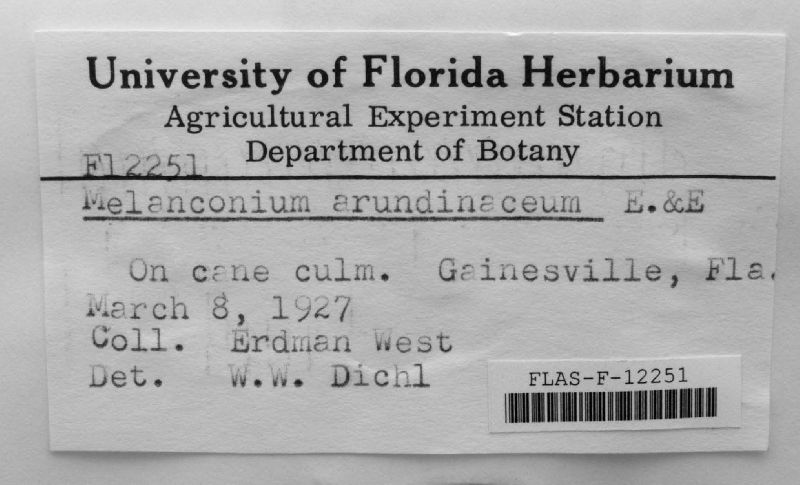 University of Florida Herbarium
Agricultural Experiment Station
Department of Botany
F12251
Melanconium arundinaceum E.&E
On cane culm. Gainesville, Fla.
March 8, 1927
Coll. Erdman West
Det. W.W. Dichl
FLAS-F-12251